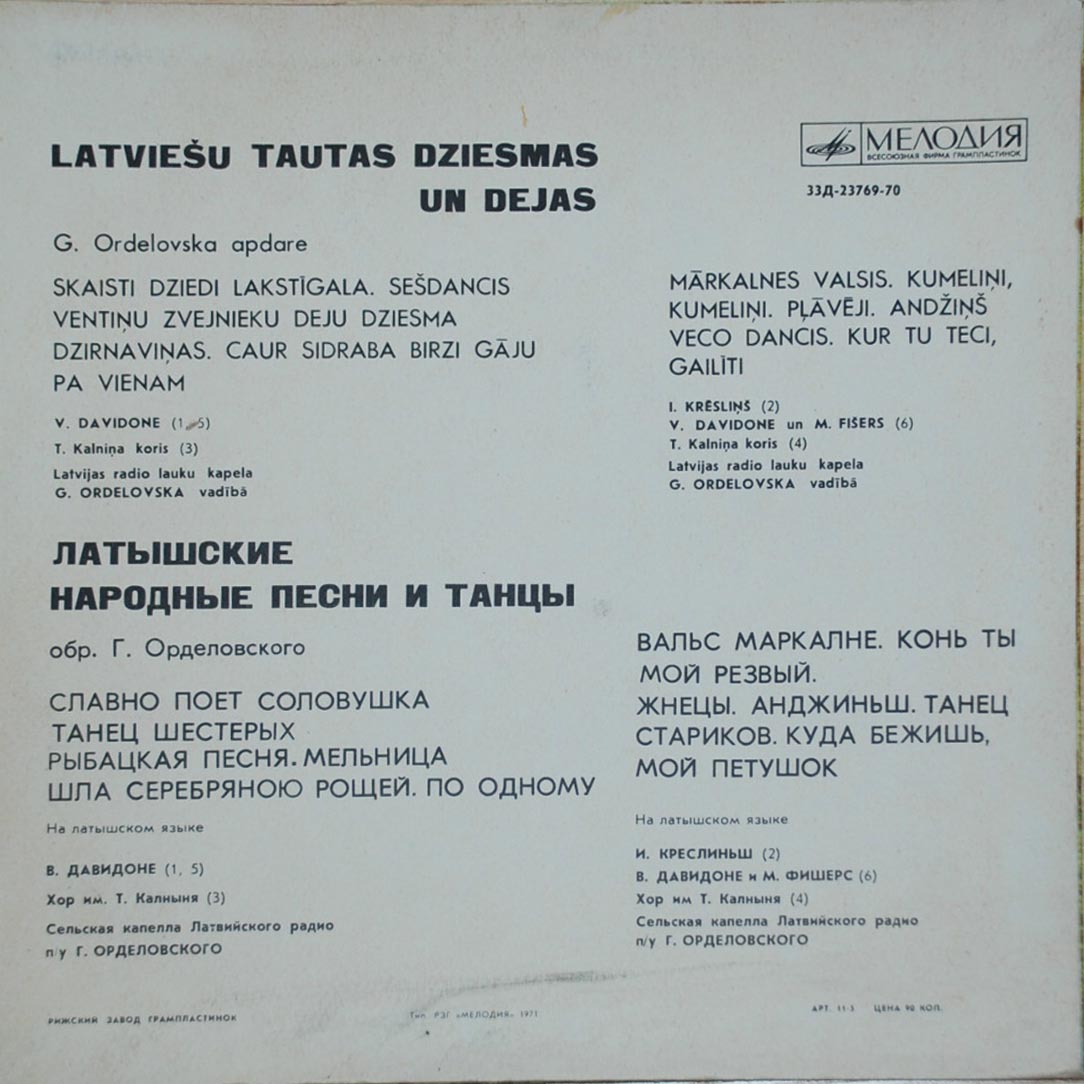 LATVIEŠU TAUTAS DZIESMAS
UN DEJAS
G. Ordelovska apdare
SKAISTI DZIEDI LAKSTĪGALA. SEŠDANCIS
VENTIŅU ZVEJNIEKU DEJU DZIESMA
DZIRNAVIŅAS. CAUR SIDRABA BIRZI GĀJU
PA VIENAM
V. DAVIDONE (1, 5)
T. Kalniņa koris (3)
Latvijas radio lauku kapela
G. ORDELOVSKA vadībā
МЕЛОДИЯ
ВСЕСОЮЗНАЯ ФИРМА ГРАМПЛАСТИНОК
33Д-23769-70
MĀRKALNES VALSIS. KUMELIŅI,
KUMELIŅI. PĻĀVĒJI. ANDŽIŅŠ
VECO DANCIS. KUR TU TECI,
GAILĪTI
I. KRĒSLIŅŠ (2)
V. DAVIDONE un M. FIŠERS (6)
T. Kalniņa koris (4)
Latvijas radio lauku kapela
G. ORDELOVSKA vadībā
ЛАТЫШСКИЕ
НАРОДНЫЕ ПЕСНИ И ТАНЦЫ
обр. Г. Орделовского
СЛАВНО ПОЕТ СОЛОВУШКА
ТАНЕЦ ШЕСТЕРЫХ
РЫБАЦКАЯ ПЕСНЯ. МЕЛЬНИЦА
ШЛА СЕРЕБРЯНОЮ РОЩЕЙ. ПО ОДНОМУ
На латышском языке
В. ДАВИДОНЕ (1, 5)
Хор им. Т. Калныня (3)
Сельская капелла Латвийского радио
п/у Г. ОРДЕЛОВСКОГО
ВАЛЬС МАРКАЛНЕ. КОНЬ ТЫ
МОЙ РЕЗВЫЙ.
ЖНЕЦЫ. АНДЖИНЬШ. ТАНЕЦ
СТАРИКОВ. КУДА БЕЖИШЬ,
МОЙ ПЕТУШОК
На латышском языке
И. КРЕСЛИНЬШ (2)
В. ДАВИДОНЕ и М. ФИШЕРС (6)
Хор им Т. Калныня (4)
Сельская капелла Латвийского радио
п/у Г. ОРДЕЛОВСКОГО
РИЖСКИЙ ЗАВОД ГРАМПЛАСТИНОК
Тип. РЗГ «МЕЛОДИЯ» 1971
АРТ. 11-3 ЦЕНА 90 КОП.